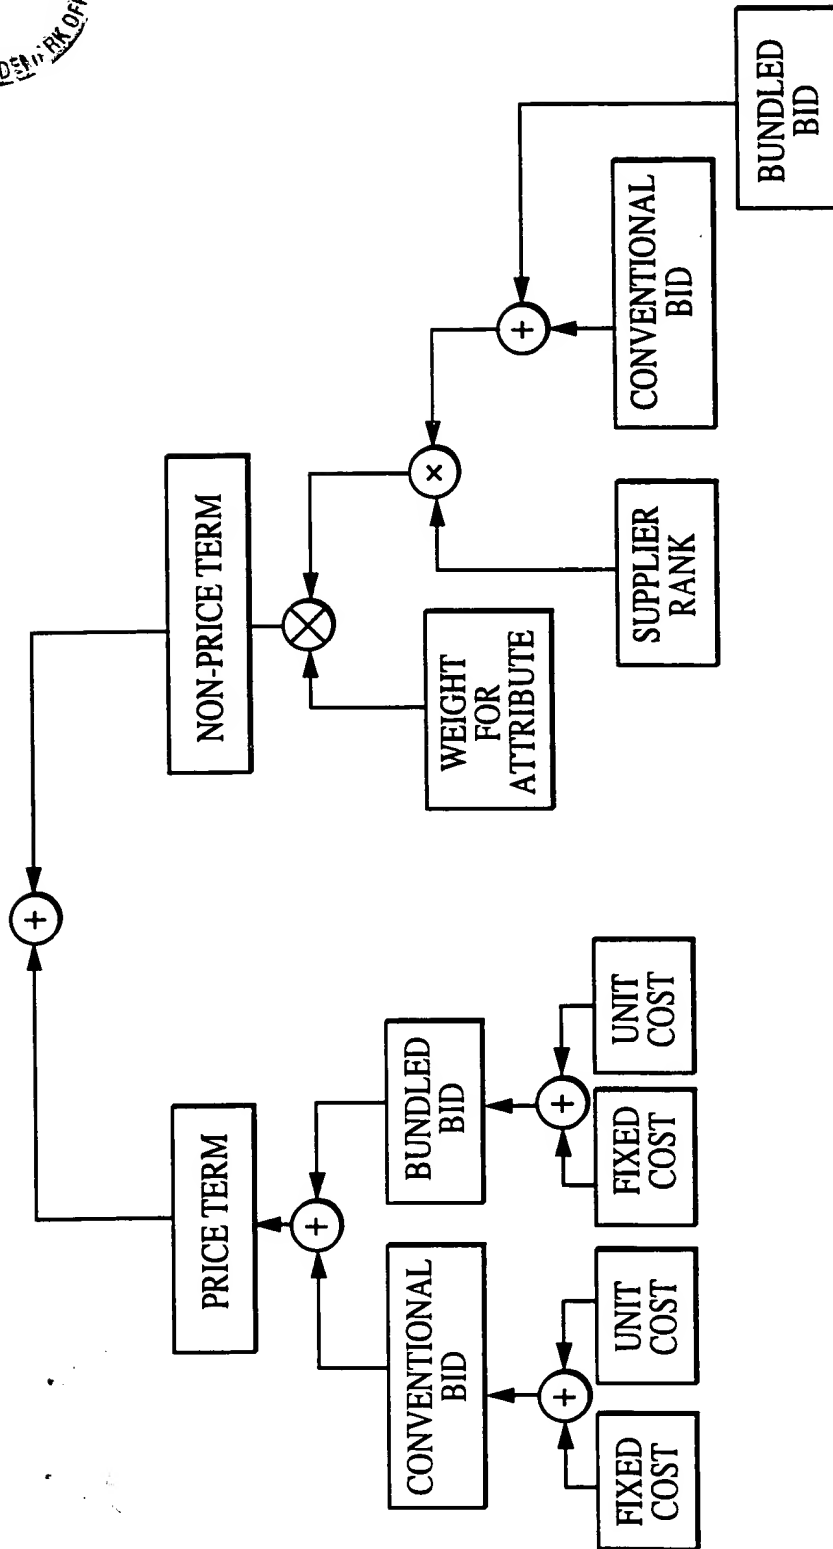 +
PRICE TERM
NON-PRICE TERM
+
CONVENTIONAL
BID
BUNDLED
BID
+
FIXED
COST
UNIT
COST
+
FIXED
COST
UNIT
COST
WEIGHT
FOR
ATTRIBUTE
×
SUPPLIER
RANK
+
CONVENTIONAL
BID
BUNDLED
BID